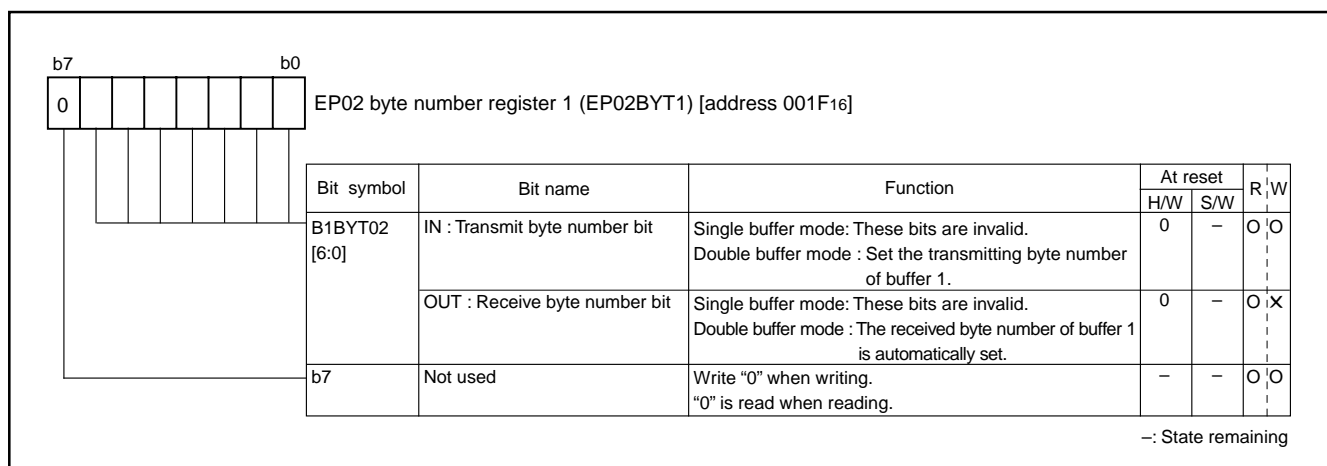 b7 b0
0
EP02 byte number register 1 (EP02BYT1) [address 001F16]
Bit symbol Bit name Function At reset R W
H/W S/W
B1BYT02 IN : Transmit byte number bit Single buffer mode: These bits are invalid. 0 – O O
[6:0] Double buffer mode : Set the transmitting byte number
of buffer 1.
OUT : Receive byte number bit Single buffer mode: These bits are invalid. 0 – O ×
Double buffer mode : The received byte number of buffer 1
is automatically set.
b7 Not used Write “0” when writing. – – O O
“0” is read when reading.
–: State remaining